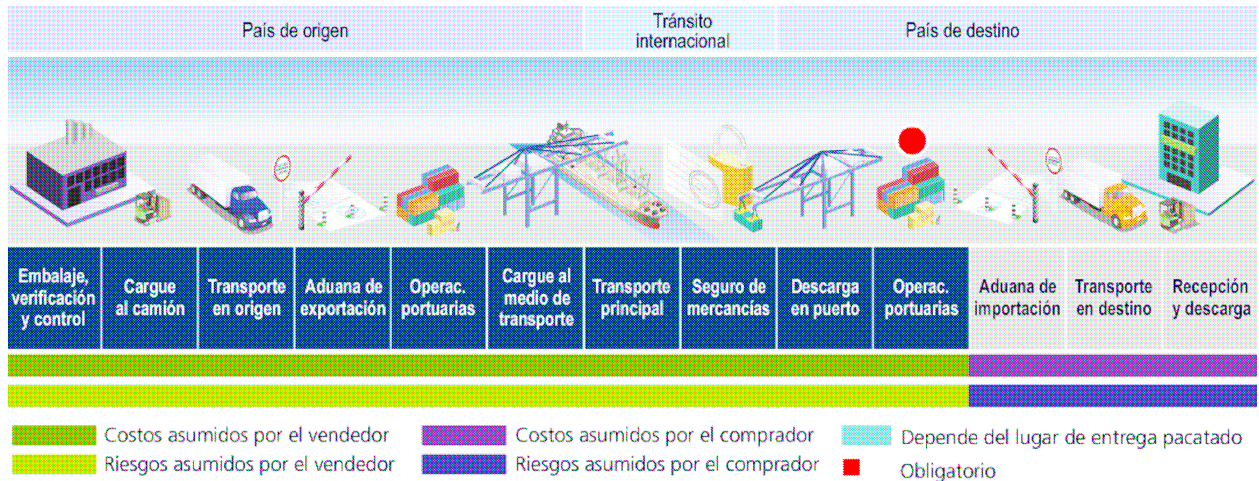 País de origen
Tránsito
internacional
País de destino
Embalaje,
verificación
y control
Cargue
al camión
Transporte
en origen
Aduana de
exportación
Operac.
portuarias
Cargue al
medio de
transporte
Transporte
principal
Seguro de
mercancías
Descarga
en puerto
Operac.
portuarias
Aduana de
importación
Transporte
en destino
Recepción
y descarga
Costos asumidos por el vendedor
Costos asumidos por el comprador
Depende del lugar de entrega pacatado
Riesgos asumidos por el vendedor
Riesgos asumidos por el comprador
Obligatorio